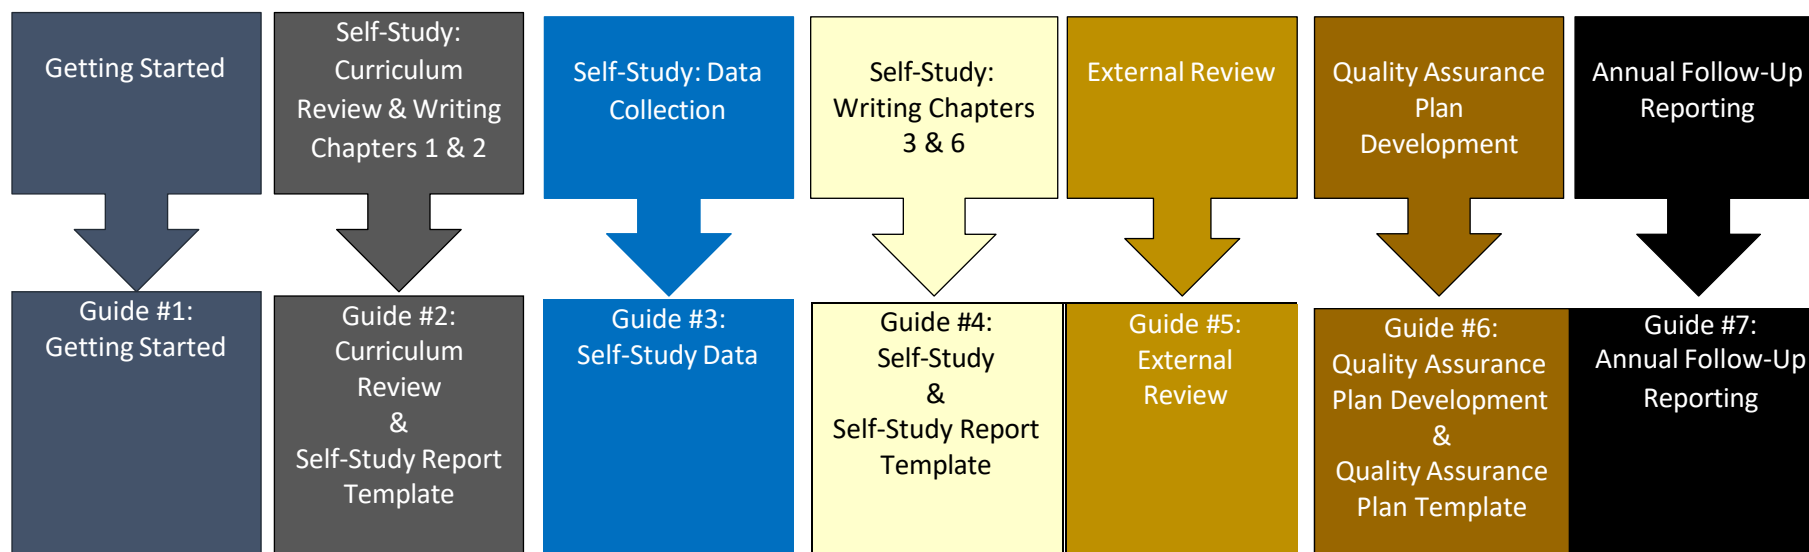 Getting Started
Self-Study:
Curriculum
Review & Writing
Chapters 1 & 2
Self-Study: Data
Collection
Self-Study:
Writing Chapters
3 & 6
External Review
Quality Assurance
Plan
Development
Annual Follow-Up
Reporting
Guide #1:
Getting Started
Guide #2:
Curriculum
Review
&
Self-Study Report
Template
Guide #3:
Self-Study Data
Guide #4:
Self-Study
&
Self-Study Report
Template
Guide #5:
External
Review
Guide #6:
Quality Assurance
Plan Development
&
Quality Assurance
Plan Template
Guide #7:
Annual Follow-Up
Reporting